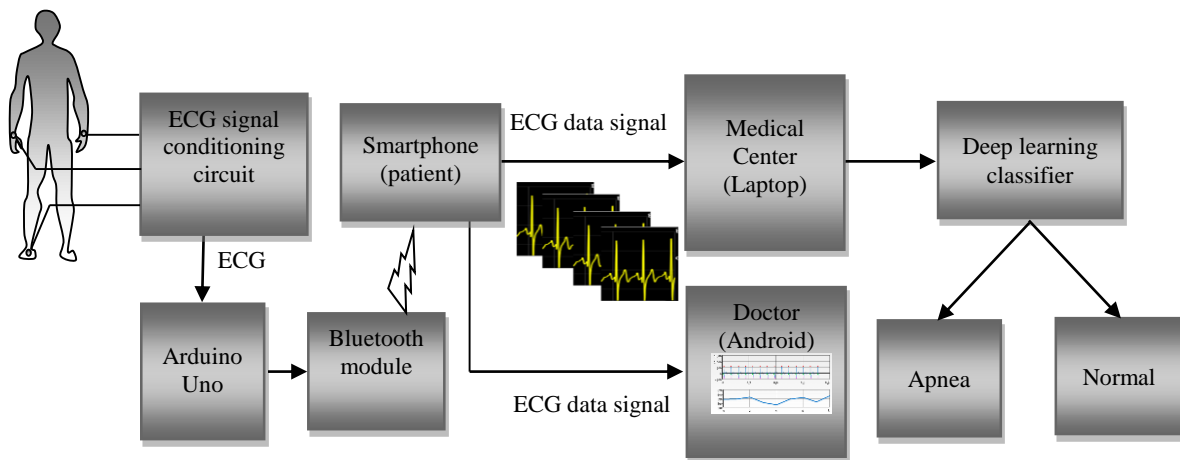 ECG signal
conditioning
circuit
ECG
Arduino
Uno
Bluetooth
module
Smartphone
(patient)
ECG data signal
Medical
Center
(Laptop)
ECG data signal
Doctor
(Android)
Deep learning
classifier
Apnea
Normal